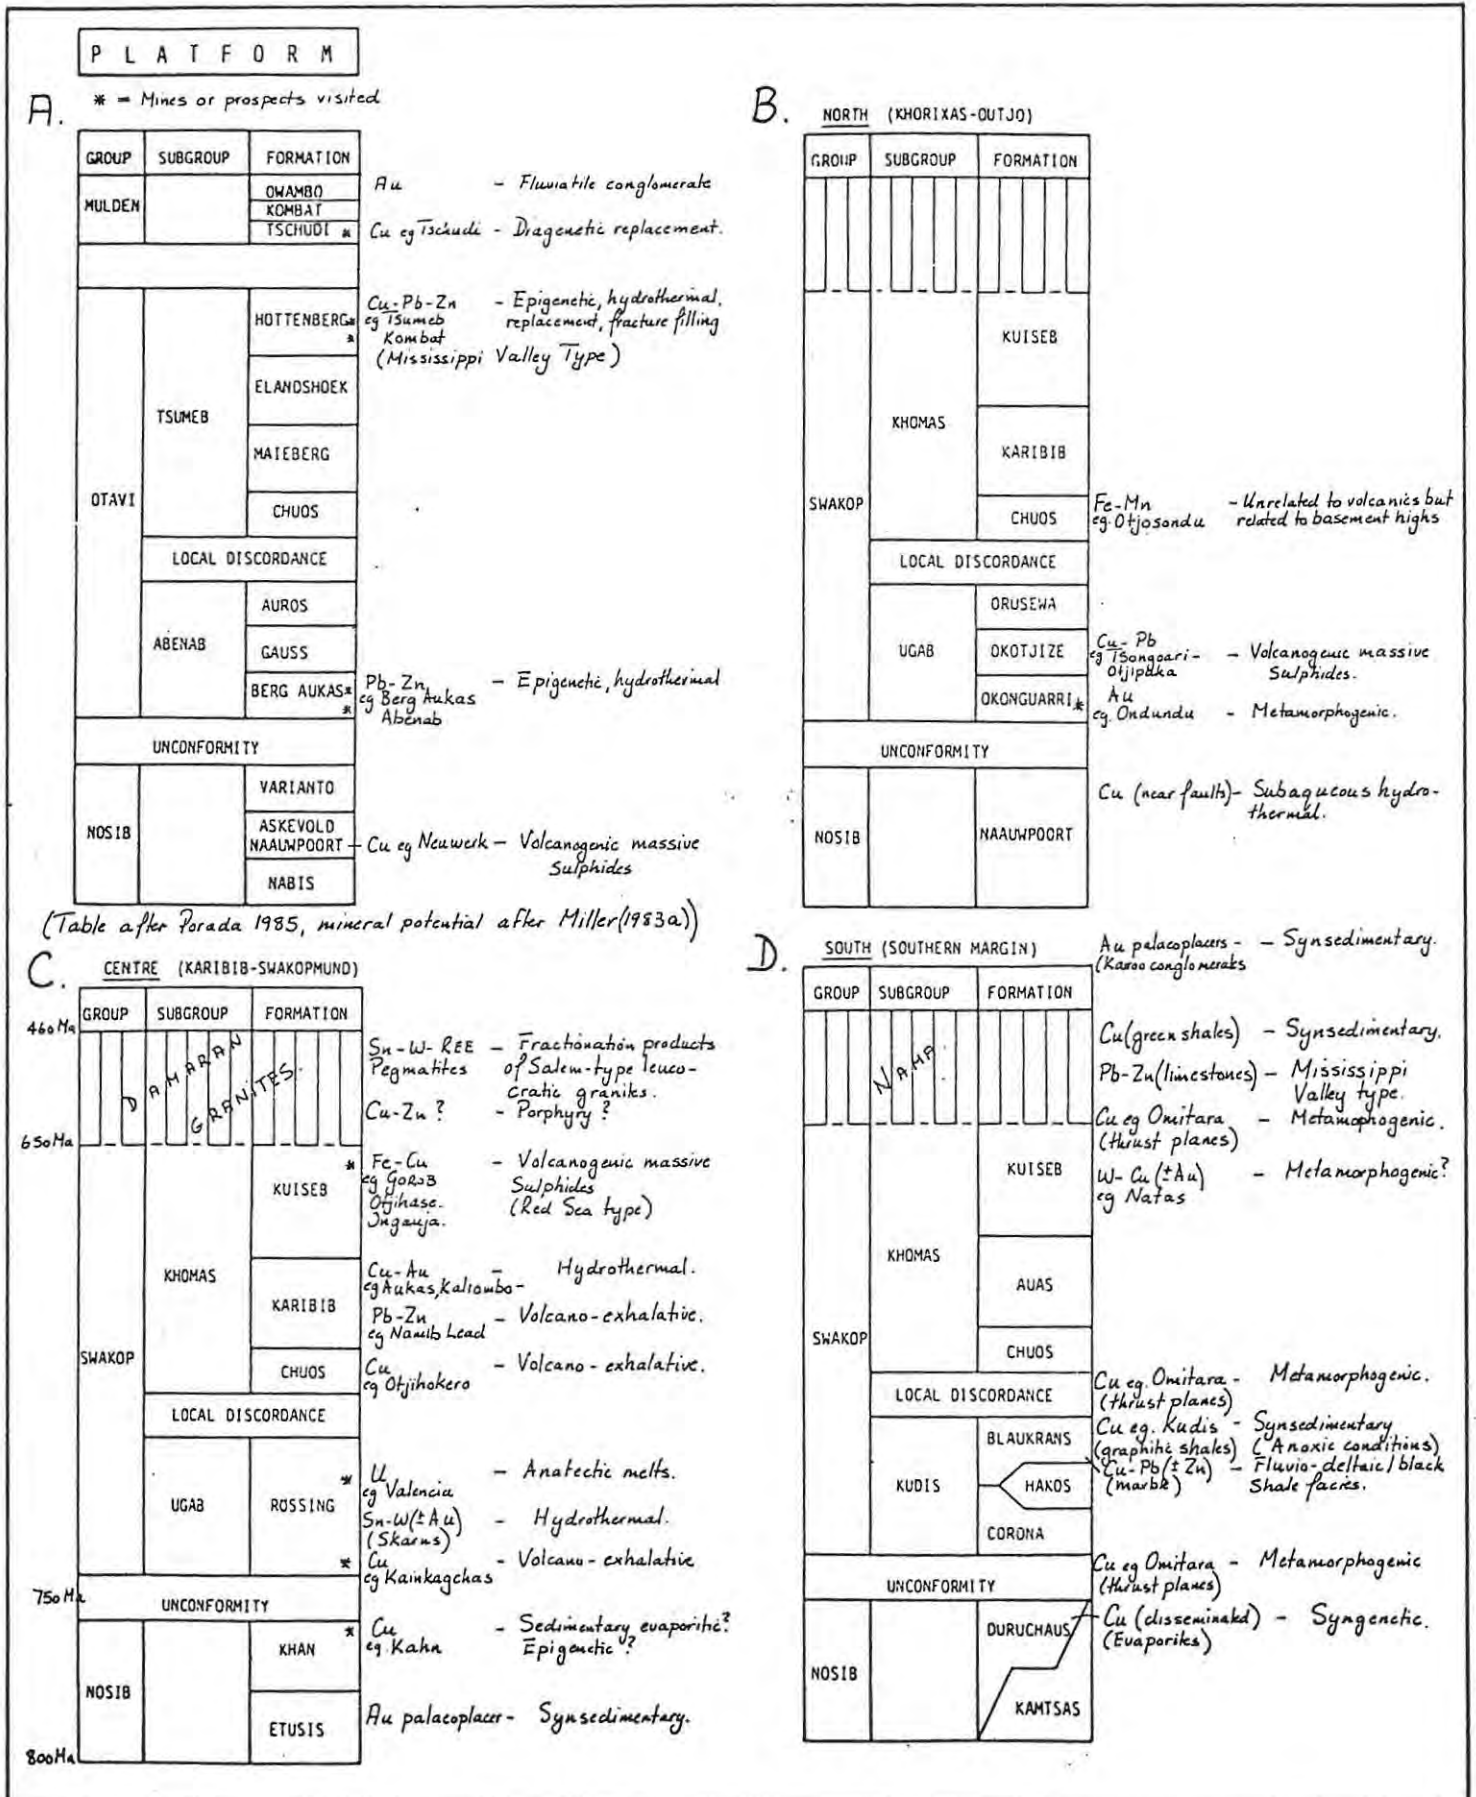 PLATFORM
* = Mines or prospects visited
A.
GROUP SUBGROUP FORMATION
MULDEN
OWAMBO
KOMBAT
TSCHUDI *
Au - Fluviatile conglomerate
Cu eg Tschudi - Diagenetic replacement.
OTAVI
TSUMEB
HOTTENBERG*
*
Cu-Pb-Zn - Epigenetic, hydrothermal,
eg Tsumeb replacement, fracture filling
Kombat
(Mississippi Valley Type)
ELANDSHOEK
MAIEBERG
CHUOS
LOCAL DISCORDANCE
ABENAB
AUROS
GAUSS
BERG AUKAS*
*
Pb-Zn - Epigenetic, hydrothermal
eg Berg Aukas
Abenab
UNCONFORMITY
NOSIB
VARIANTO
ASKEVOLD
NAAUWPOORT
Cu eg Neuwerk - Volcanogenic massive
Sulphides
NABIS
(Table after Porada 1985, mineral potential after Miller(1983a))
B.
NORTH (KHORIXAS-OUTJO)
GROUP SUBGROUP FORMATION
SWAKOP
KHOMAS
KUISEB
KARIBIB
CHUOS
Fe-Mn - Unrelated to volcanics but
eg. Otjosondu related to basement highs
LOCAL DISCORDANCE
UGAB
ORUSEWA
OKOTJIZE
Cu-Pb
eg Tsongoari- - Volcanogenic massive
Otjipaka Sulphides.
OKONGUARRI*
Au
eg. Ondundu - Metamorphogenic.
UNCONFORMITY
NOSIB
NAAUWPOORT
Cu (near faults)- Subaqueous hydro-
thermal.
C.
CENTRE (KARIBIB-SWAKOPMUND)
GROUP SUBGROUP FORMATION
460Ma
DAMARAN
GRANITES.
Sn-W-REE - Fractionation products
Pegmatites of Salem-type leuco-
cratic granites.
Cu-Zn? - Porphyry?
650Ma
SWAKOP
KHOMAS
KUISEB
* Fe-Cu - Volcanogenic massive
eg GOROB Sulphides
Otjihase. (Red Sea type)
Ongauja.
KARIBIB
Cu-Au - Hydrothermal.
eg Aukas, Kaliombo-
Pb-Zn - Volcano-exhalative.
eg Namib Lead
CHUOS
Cu - Volcano-exhalative.
eg Otjihokero
LOCAL DISCORDANCE
UGAB
RÖSSING
* U - Anatectic melts.
eg Valencia
Sn-W(±Au) - Hydrothermal.
(Skarns)
* Cu - Volcano-exhalative
eg Kainkagchas
750Ma
UNCONFORMITY
NOSIB
KHAN
* Cu - Sedimentary evaporitic?
eg. Kahn Epigenetic?
ETUSIS
Au palaeoplacer - Synsedimentary.
800Ma
D.
SOUTH (SOUTHERN MARGIN)
Au palaeoplacers - - Synsedimentary.
(Karoo conglomerats
GROUP SUBGROUP FORMATION
NAMA
Cu(green shales) - Synsedimentary.
Pb-Zn(limestones) - Mississippi
Valley type.
Cu eg Omitara - Metamophogenic.
(thrust planes)
SWAKOP
KHOMAS
KUISEB
W-Cu(±Au) - Metamorphogenic?
eg Natas
AUAS
CHUOS
LOCAL DISCORDANCE
Cu eg. Omitara - Metamorphogenic.
(thrust planes)
KUDIS
BLAUKRANS
Cu eg. Kudis - Synsedimentary
(graphitic shales) (Anoxic conditions)
HAKOS
Cu-Pb(±Zn) - Fluvio-deltaic/black
(marble) Shale facies.
CORONA
UNCONFORMITY
Cu eg Omitara - Metamorphogenic
(thrust planes)
NOSIB
DURUCHAUS
Cu (disseminated) - Syngenetic.
(Evaporites)
KAMTSAS